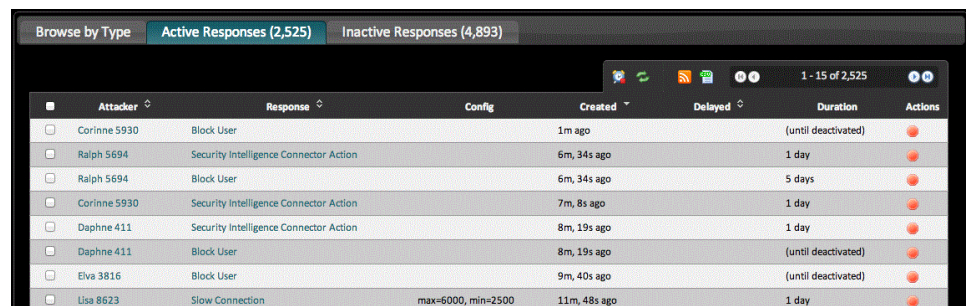 Browse by Type Active Responses (2,525) Inactive Responses (4,893)
1 - 15 of 2,525
Attacker Response Config Created Delayed Duration Actions
Corinne 5930 Block User 1m ago (until deactivated)
Ralph 5694 Security Intelligence Connector Action 6m, 34s ago 1 day
Ralph 5694 Block User 6m, 34s ago 5 days
Corinne 5930 Security Intelligence Connector Action 7m, 8s ago 1 day
Daphne 411 Security Intelligence Connector Action 8m, 19s ago 1 day
Daphne 411 Block User 8m, 19s ago (until deactivated)
Elva 3816 Block User 9m, 40s ago (until deactivated)
Lisa 8623 Slow Connection max=6000, min=2500 11m, 48s ago 1 day